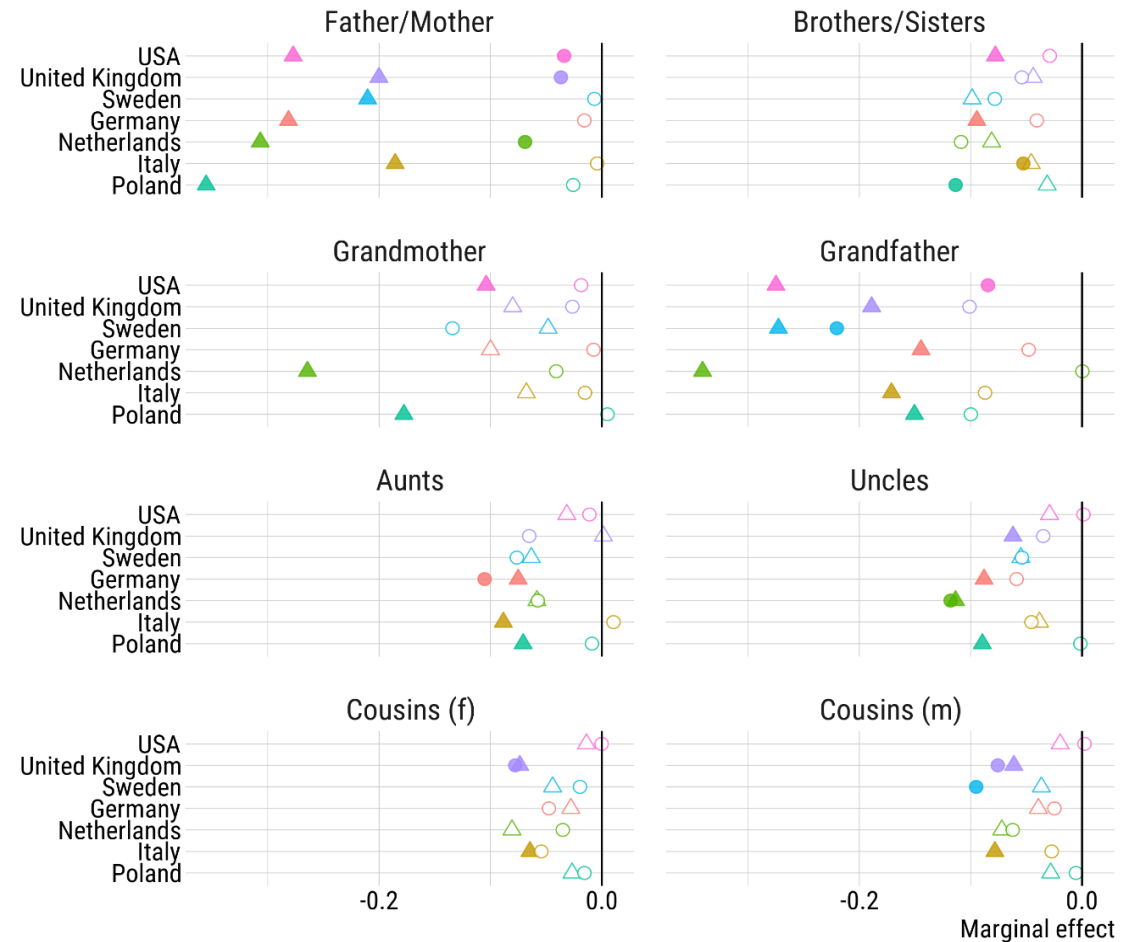 Father/Mother
Brothers/Sisters
USA
United Kingdom
Sweden
Germany
Netherlands
Italy
Poland
Grandmother
Grandfather
USA
United Kingdom
Sweden
Germany
Netherlands
Italy
Poland
Aunts
Uncles
USA
United Kingdom
Sweden
Germany
Netherlands
Italy
Poland
Cousins (f)
Cousins (m)
USA
United Kingdom
Sweden
Germany
Netherlands
Italy
Poland
-0.2 0.0 -0.2 0.0
Marginal effect